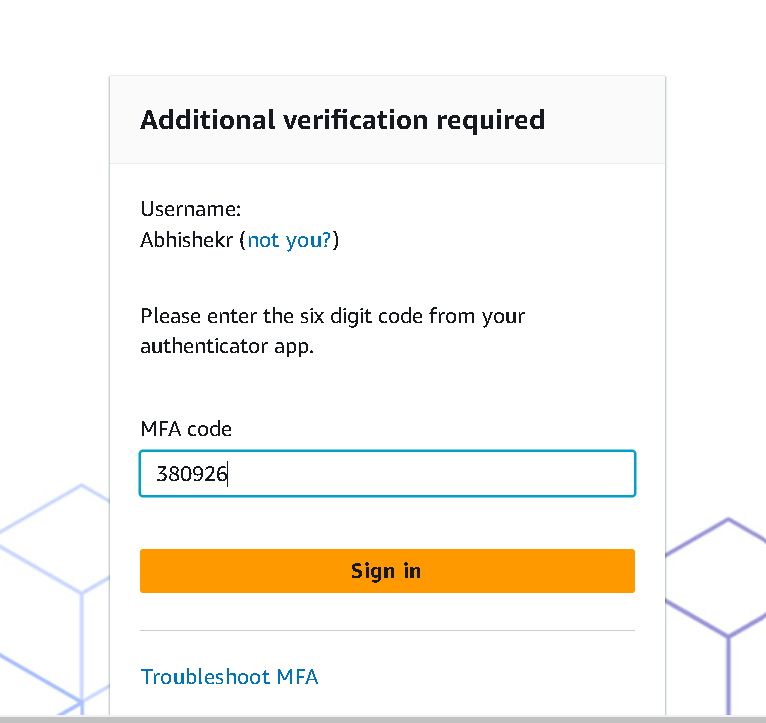 Additional verification required
Username:
Abhishekr (not you?)
Please enter the six digit code from your
authenticator app.
MFA code
380926
Sign in
Troubleshoot MFA